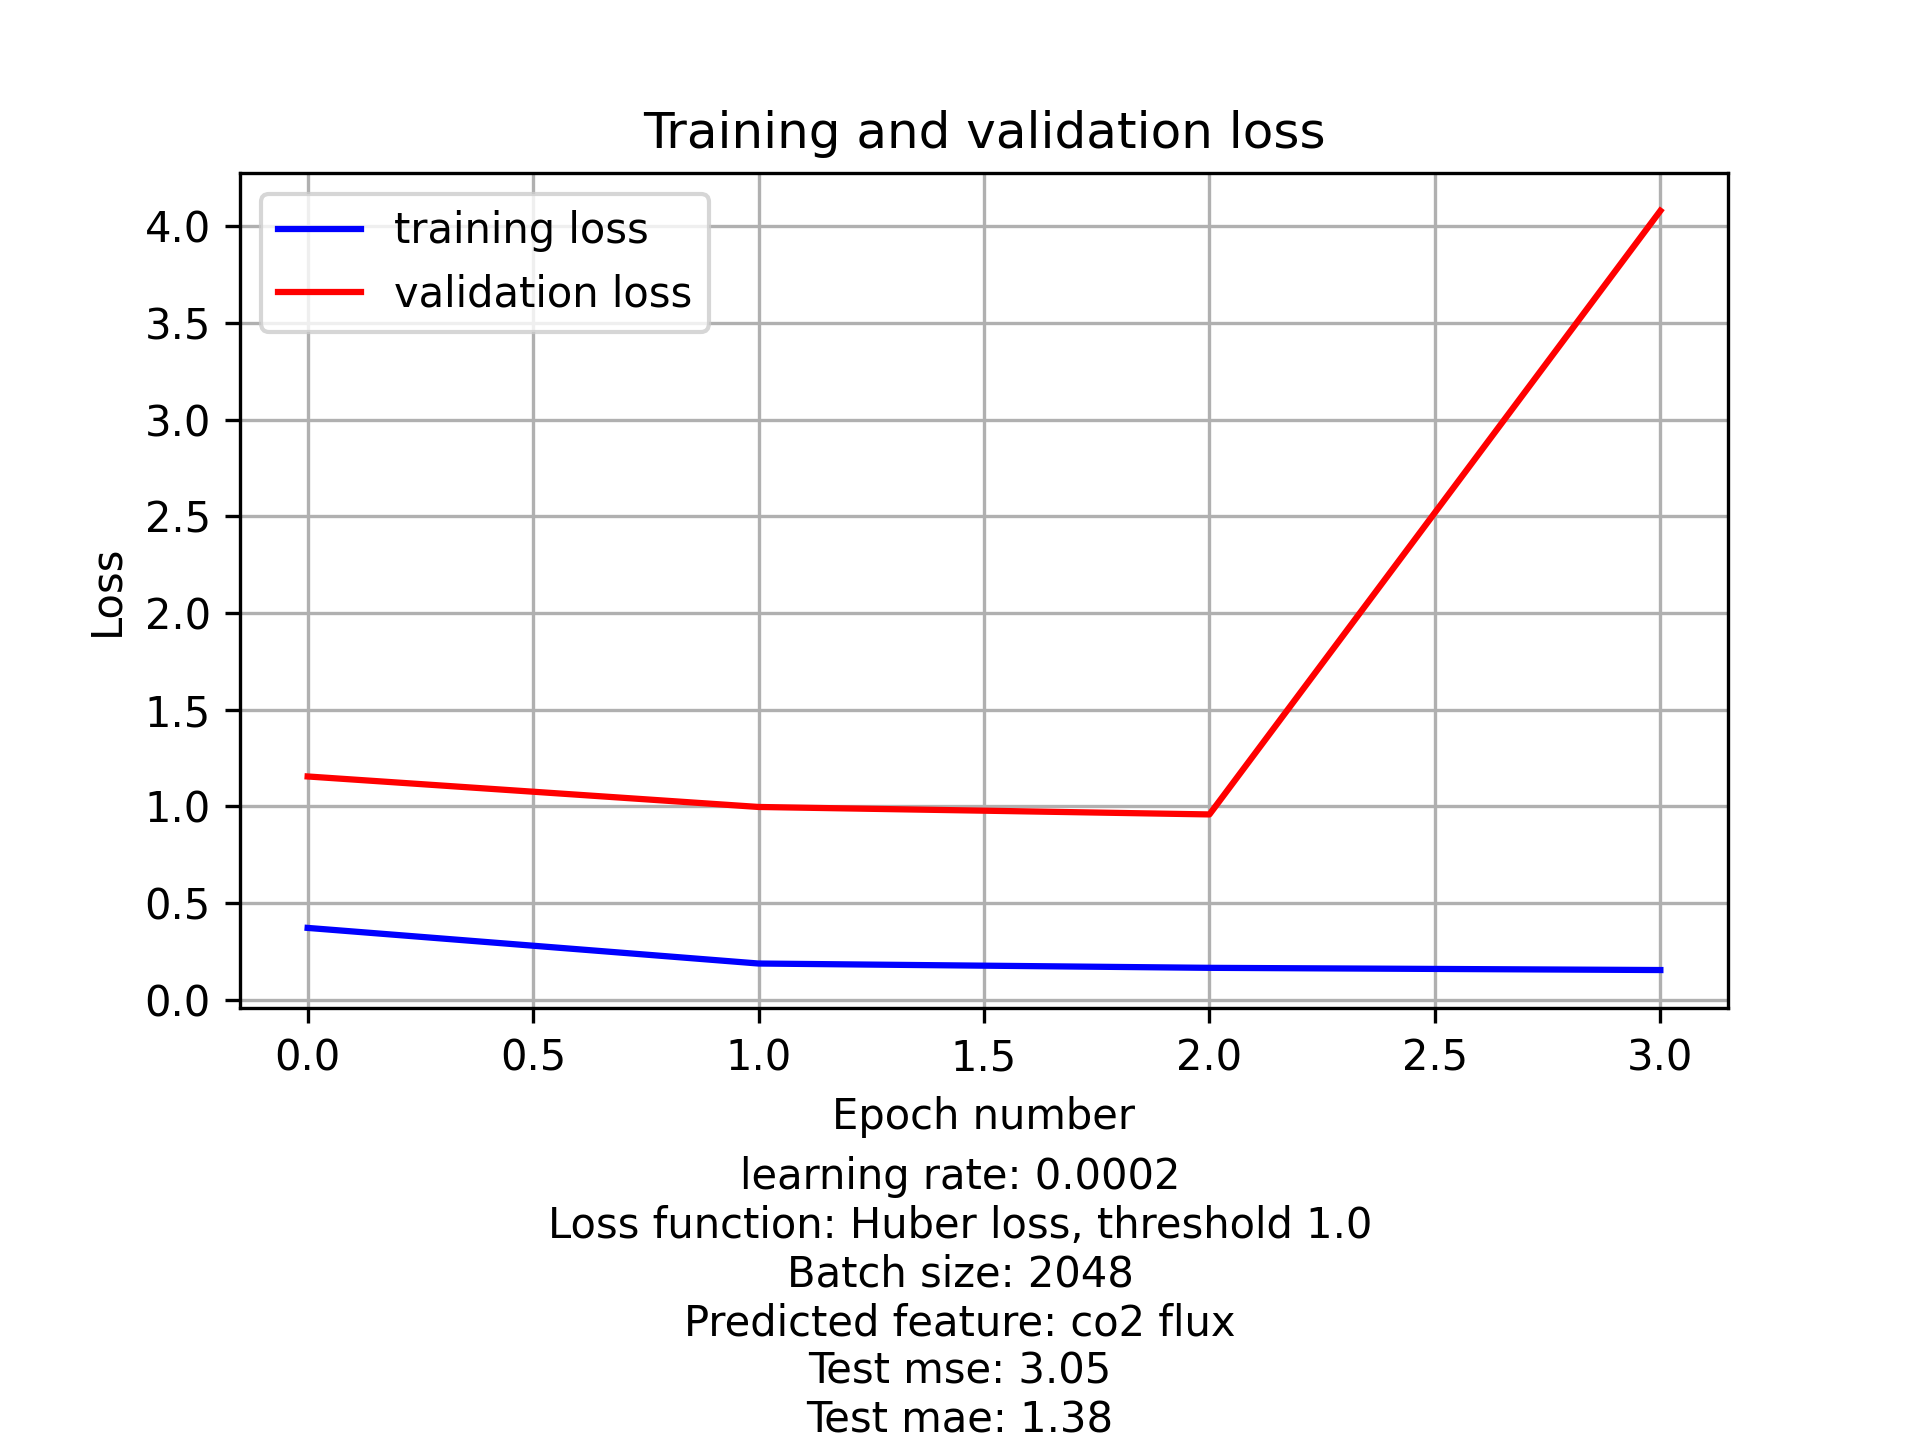 Training and validation loss
training loss
validation loss
4.0
3.5
3.0
2.5
2.0
1.5
1.0
0.5
0.0
Loss
0.0 0.5 1.0 1.5 2.0 2.5 3.0
Epoch number
learning rate: 0.0002
Loss function: Huber loss, threshold 1.0
Batch size: 2048
Predicted feature: co2 flux
Test mse: 3.05
Test mae: 1.38